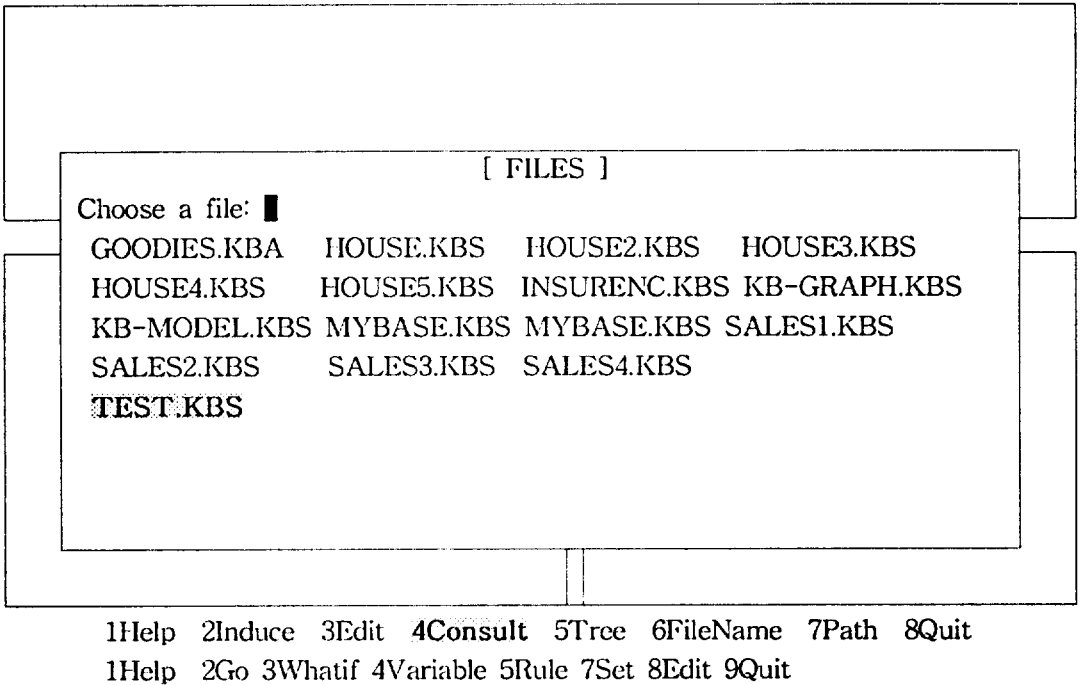 [ FILES ]
Choose a file:
GOODIES.KBA HOUSE.KBS HOUSE2.KBS HOUSE3.KBS
HOUSE4.KBS HOUSE5.KBS INSURENC.KBS KB-GRAPH.KBS
KB-MODEL.KBS MYBASE.KBS MYBASE.KBS SALES1.KBS
SALES2.KBS SALES3.KBS SALES4.KBS
TEST.KBS
1Help 2Induce 3Edit 4Consult 5Tree 6FileName 7Path 8Quit
1Help 2Go 3Whatif 4Variable 5Rule 7Set 8Edit 9Quit